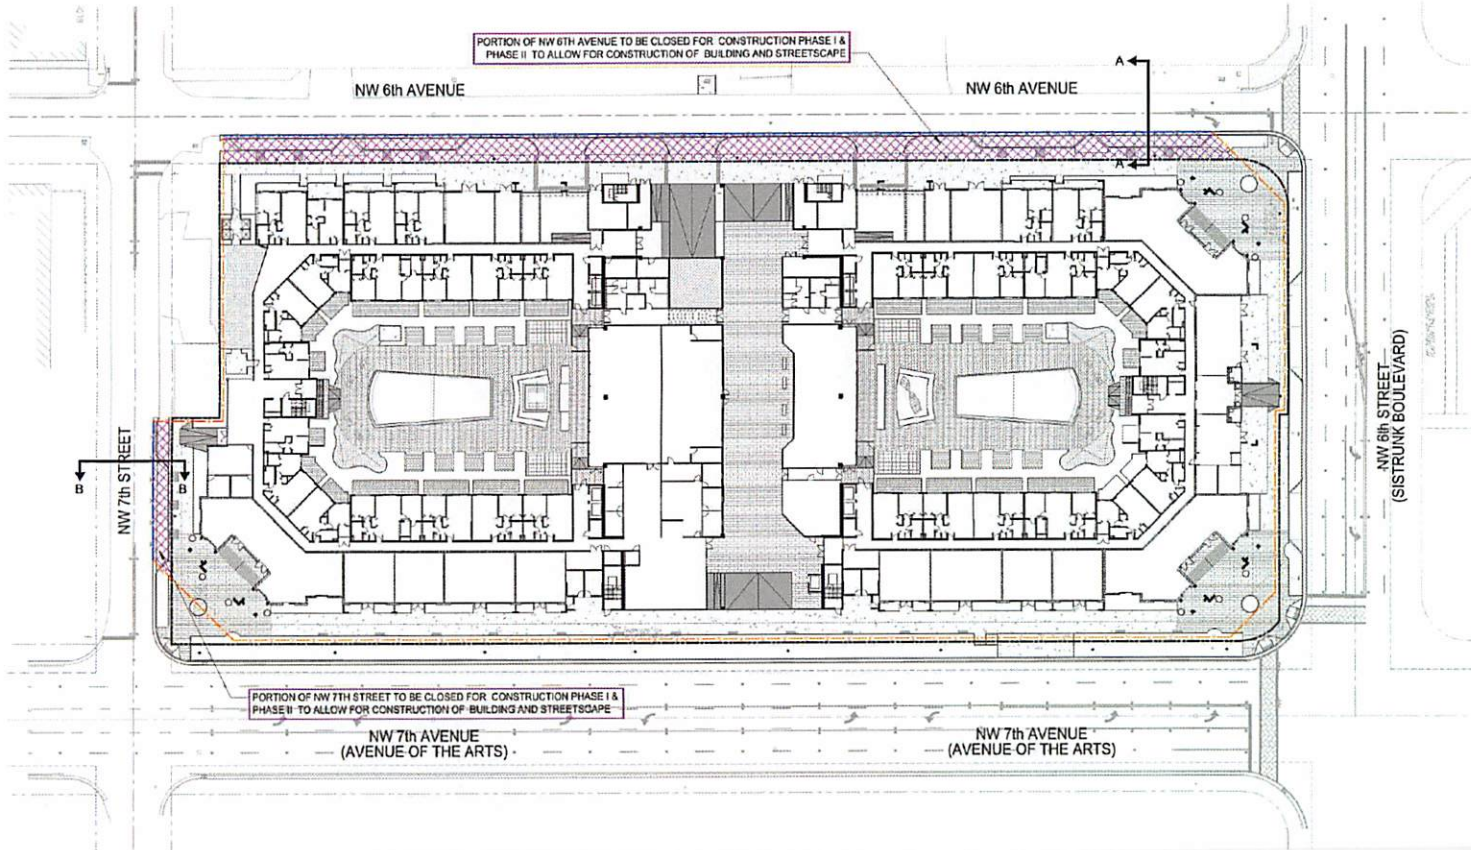 PORTION OF NW 6TH AVENUE TO BE CLOSED FOR CONSTRUCTION PHASE I &
PHASE II TO ALLOW FOR CONSTRUCTION OF BUILDING AND STREETSCAPE
NW 6th AVENUE
NW 6th AVENUE
A
A
NW 6th STREET
(SISTRUNK BOULEVARD)
NW 7th STREET
B
B
PORTION OF NW 7TH STREET TO BE CLOSED FOR CONSTRUCTION PHASE I &
PHASE II TO ALLOW FOR CONSTRUCTION OF BUILDING AND STREETSCAPE
NW 7th AVENUE
(AVENUE OF THE ARTS)
NW 7th AVENUE
(AVENUE OF THE ARTS)